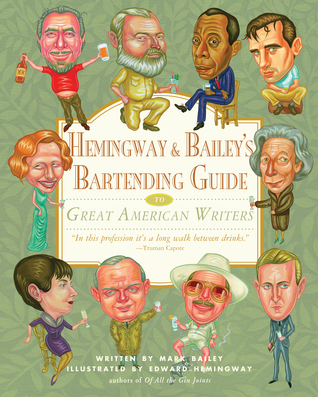 HEMINGWAY & BAILEY'S
BARTENDING GUIDE
TO
GREAT AMERICAN WRITERS
"In this profession it's a long walk between drinks."
—Truman Capote
WRITTEN BY MARK BAILEY
ILLUSTRATED BY EDWARD HEMINGWAY
authors of Of All the Gin Joints